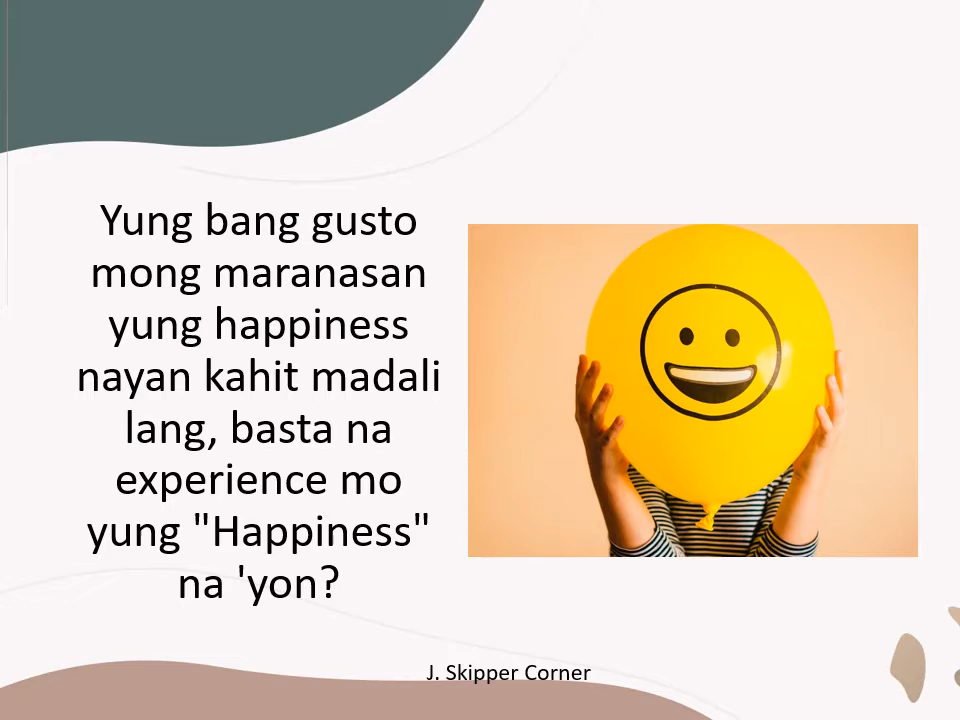 Yung bang gusto
mong maranasan
yung happiness
nayan kahit madali
lang, basta na
experience mo
yung "Happiness"
na 'yon?
J. Skipper Corner